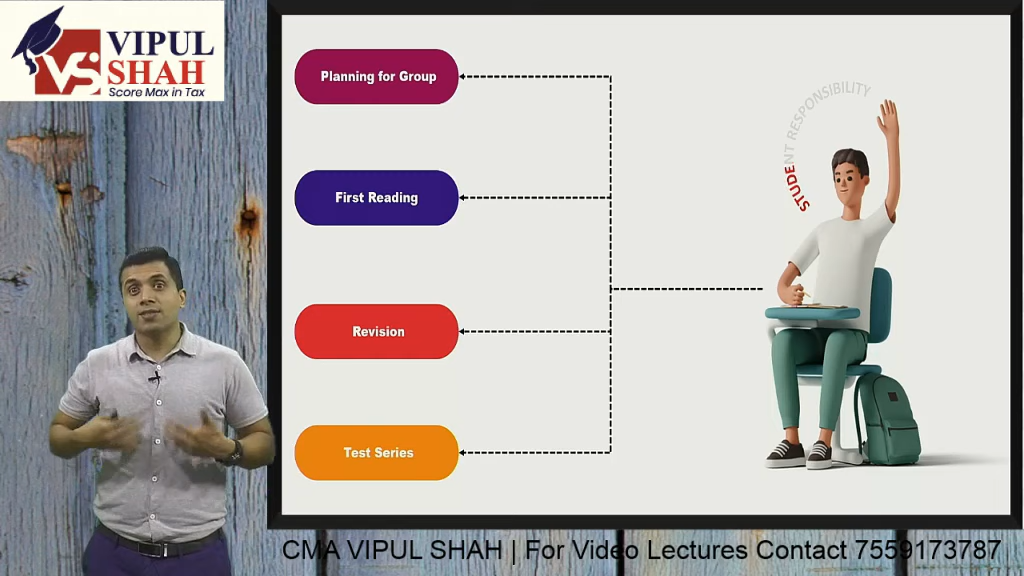 VIPUL
SHAH
VS
Score Max in Tax
Planning for Group
First Reading
Revision
Test Series
STUDENT RESPONSIBILITY
CMA VIPUL SHAH | For Video Lectures Contact 7559173787